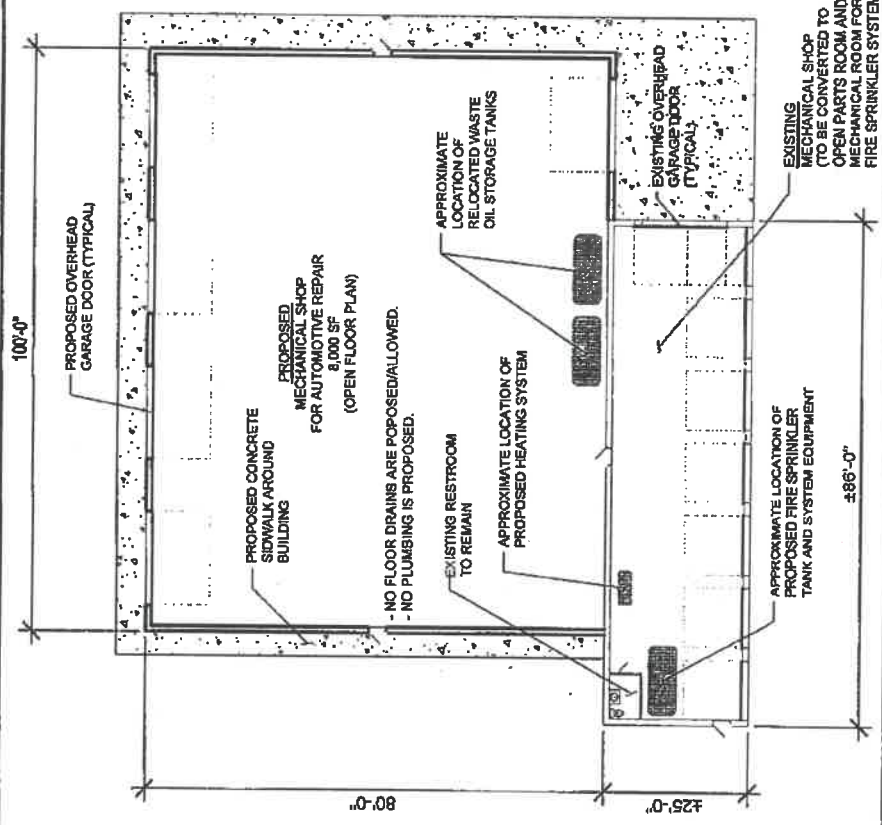 100'-0"
PROPOSED OVERHEAD
GARAGE DOOR (TYPICAL)
PROPOSED CONCRETE
SIDWALK AROUND
BUILDING
PROPOSED
MECHANICAL SHOP
FOR AUTOMOTIVE REPAIR
8,000 SF
(OPEN FLOOR PLAN)
- NO FLOOR DRAINS ARE POPOSED/ALLOWED.
- NO PLUMBING IS PROPOSED.
APPROXIMATE
LOCATION OF
RELOCATED WASTE
OIL STORAGE TANKS
EXISTING RESTROOM
TO REMAIN
APPROXIMATE LOCATION OF
PROPOSED HEATING SYSTEM
EXISTING OVERHEAD
GARAGE DOOR
(TYPICAL)
EXISTING
MECHANICAL SHOP
(TO BE CONVERTED TO
OPEN PARTS ROOM AND
MECHANICAL ROOM FOR
FIRE SPRINKLER SYSTEM
APPROXIMATE LOCATION OF
PROPOSED FIRE SPRINKLER
TANK AND SYSTEM EQUIPMENT
80'-0"
±25'-0"
±86'-0"